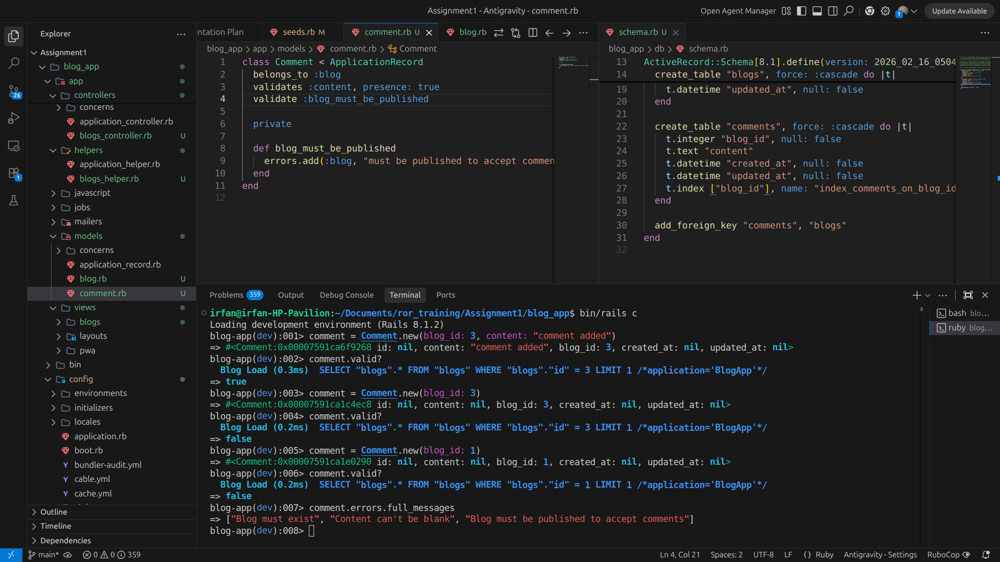 Assignment1 - Antigravity - comment.rb
Open Agent Manager
1
Update Available
26
1
Explorer
Assignment1
blog_app
app
controllers
concerns
application_controller.rb
blogs_controller.rb U
helpers
application_helper.rb
blogs_helper.rb U
javascript
jobs
mailers
models
concerns
application_record.rb
blog.rb U
comment.rb U
views
blogs
layouts
pwa
bin
config
environments
initializers
locales
application.rb
boot.rb
bundler-audit.yml
cable.yml
cache.yml
Outline
Timeline
Dependencies
ntation Plan
seeds.rb M
comment.rb U
blog.rb
blog_app > app > models > comment.rb > Comment
1 class Comment < ApplicationRecord
2 belongs_to :blog
3 validates :content, presence: true
4 validate :blog_must_be_published
5
6 private
7
8 def blog_must_be_published
9 errors.add(:blog, "must be published to accept commen
10 end
11 end
12
schema.rb U
blog_app > db > schema.rb
13 ActiveRecord::Schema[8.1].define(version: 2026_02_16_0504
14 create_table "blogs", force: :cascade do |t|
19 t.datetime "updated_at", null: false
20 end
21
22 create_table "comments", force: :cascade do |t|
23 t.integer "blog_id", null: false
24 t.text "content"
25 t.datetime "created_at", null: false
26 t.datetime "updated_at", null: false
27 t.index ["blog_id"], name: "index_comments_on_blog_id
28 end
29
30 add_foreign_key "comments", "blogs"
31 end
32
Problems 359 Output Debug Console Terminal Ports
irfan@irfan-HP-Pavilion:~/Documents/ror_training/Assignment1/blog_app$ bin/rails c
Loading development environment (Rails 8.1.2)
blog-app(dev):001> comment = Comment.new(blog_id: 3, content: "comment added")
=> #<Comment:0x00007591ca6f9268 id: nil, content: "comment added", blog_id: 3, created_at: nil, updated_at: nil>
blog-app(dev):002> comment.valid?
Blog Load (0.3ms) SELECT "blogs".* FROM "blogs" WHERE "blogs"."id" = 3 LIMIT 1 /*application='BlogApp'*/
=> true
blog-app(dev):003> comment = Comment.new(blog_id: 3)
=> #<Comment:0x00007591ca1c4ec8 id: nil, content: nil, blog_id: 3, created_at: nil, updated_at: nil>
blog-app(dev):004> comment.valid?
Blog Load (0.2ms) SELECT "blogs".* FROM "blogs" WHERE "blogs"."id" = 3 LIMIT 1 /*application='BlogApp'*/
=> false
blog-app(dev):005> comment = Comment.new(blog_id: 1)
=> #<Comment:0x00007591ca1e0290 id: nil, content: nil, blog_id: 1, created_at: nil, updated_at: nil>
blog-app(dev):006> comment.valid?
Blog Load (0.2ms) SELECT "blogs".* FROM "blogs" WHERE "blogs"."id" = 1 LIMIT 1 /*application='BlogApp'*/
=> false
blog-app(dev):007> comment.errors.full_messages
=> ["Blog must exist", "Content can't be blank", "Blog must be published to accept comments"]
blog-app(dev):008>
bash blo...
ruby blog...
main* 0 0 359
Ln 4, Col 21 Spaces: 2 UTF-8 LF {} Ruby Antigravity - Settings RuboCop